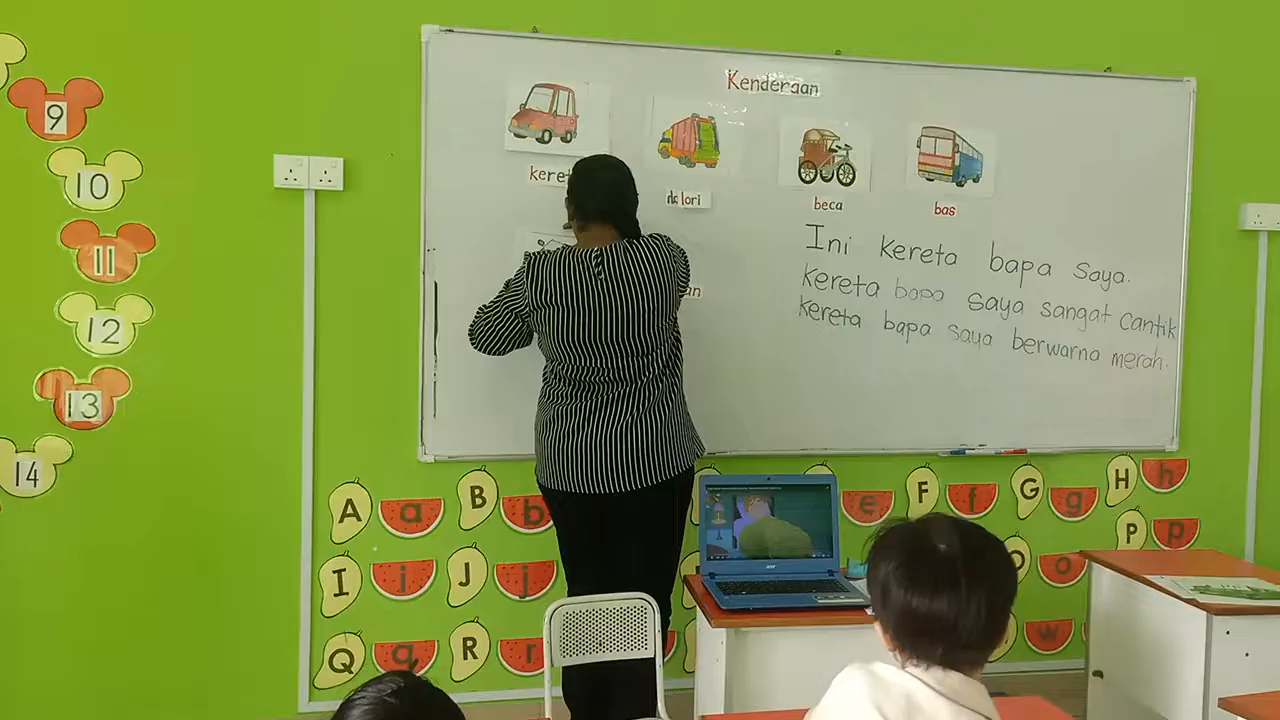 Kenderaan
9
10
11
12
13
14
lori
beca
bas
Ini kereta bapa saya.
kereta bapa saya sangat cantik
kereta bapa saya berwarna merah.
A a B b e F f G g H h
I i J j o P p
Q q R r w
acer